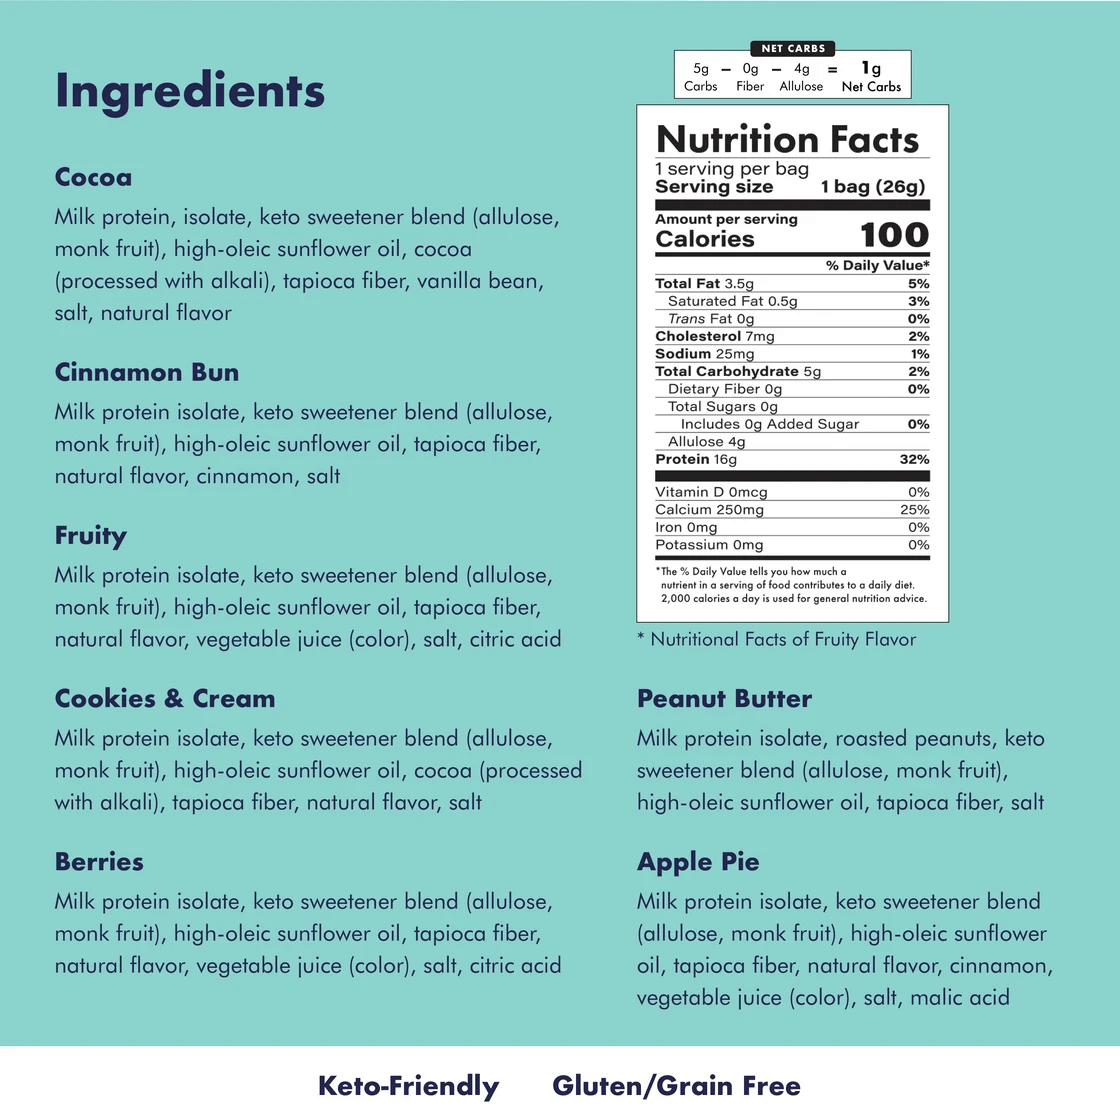 Ingredients
Cocoa
Milk protein, isolate, keto sweetener blend (allulose,
monk fruit), high-oleic sunflower oil, cocoa
(processed with alkali), tapioca fiber, vanilla bean,
salt, natural flavor
Cinnamon Bun
Milk protein isolate, keto sweetener blend (allulose,
monk fruit), high-oleic sunflower oil, tapioca fiber,
natural flavor, cinnamon, salt
Fruity
Milk protein isolate, keto sweetener blend (allulose,
monk fruit), high-oleic sunflower oil, tapioca fiber,
natural flavor, vegetable juice (color), salt, citric acid
Cookies & Cream
Milk protein isolate, keto sweetener blend (allulose,
monk fruit), high-oleic sunflower oil, cocoa (processed
with alkali), tapioca fiber, natural flavor, salt
Berries
Milk protein isolate, keto sweetener blend (allulose,
monk fruit), high-oleic sunflower oil, tapioca fiber,
natural flavor, vegetable juice (color), salt, citric acid
NET CARBS
5g – 0g – 4g = 1g
Carbs Fiber Allulose Net Carbs
Nutrition Facts
1 serving per bag
Serving size 1 bag (26g)
Amount per serving
Calories 100
% Daily Value*
Total Fat 3.5g 5%
Saturated Fat 0.5g 3%
Trans Fat 0g 0%
Cholesterol 7mg 2%
Sodium 25mg 1%
Total Carbohydrate 5g 2%
Dietary Fiber 0g 0%
Total Sugars 0g
Includes 0g Added Sugar 0%
Allulose 4g
Protein 16g 32%
Vitamin D 0mcg 0%
Calcium 250mg 25%
Iron 0mg 0%
Potassium 0mg 0%
*The % Daily Value tells you how much a
nutrient in a serving of food contributes to a daily diet.
2,000 calories a day is used for general nutrition advice.
* Nutritional Facts of Fruity Flavor
Peanut Butter
Milk protein isolate, roasted peanuts, keto
sweetener blend (allulose, monk fruit),
high-oleic sunflower oil, tapioca fiber, salt
Apple Pie
Milk protein isolate, keto sweetener blend
(allulose, monk fruit), high-oleic sunflower
oil, tapioca fiber, natural flavor, cinnamon,
vegetable juice (color), salt, malic acid
Keto-Friendly Gluten/Grain Free